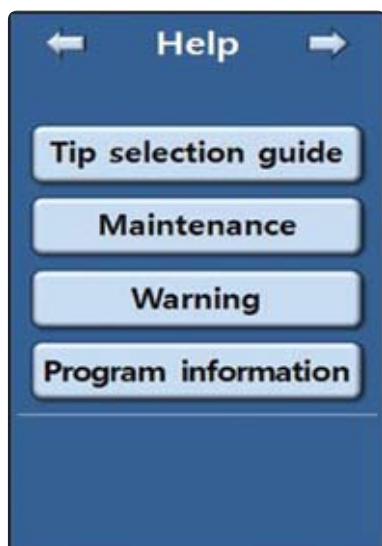 Help
Tip selection guide
Maintenance
Warning
Program information